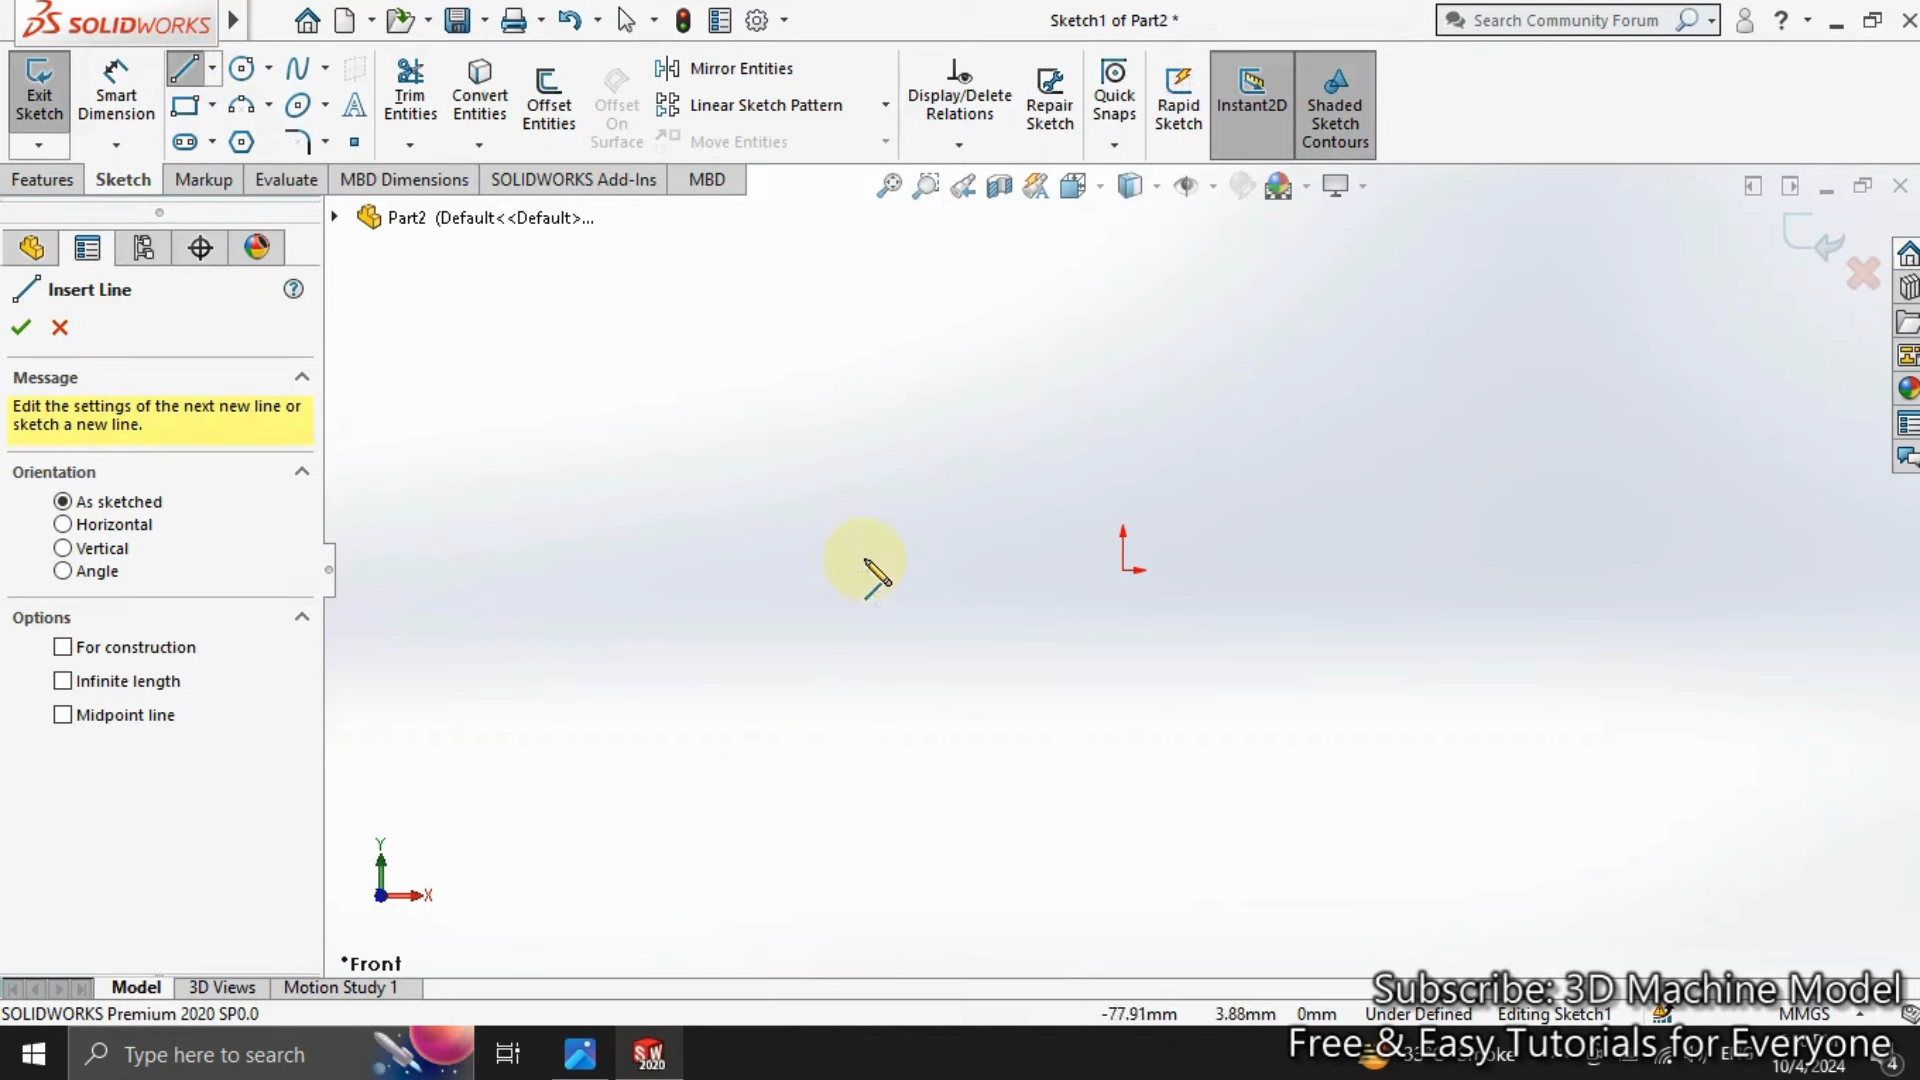 SOLIDWORKS
Sketch1 of Part2 *
Search Community Forum
Exit Sketch
Smart Dimension
Trim Entities
Convert Entities
Offset Entities
Offset On Surface
Mirror Entities
Linear Sketch Pattern
Move Entities
Display/Delete Relations
Repair Sketch
Quick Snaps
Rapid Sketch
Instant2D
Shaded Sketch Contours
Features
Sketch
Markup
Evaluate
MBD Dimensions
SOLIDWORKS Add-Ins
MBD
Part2 (Default<<Default>...
Insert Line
Message
Edit the settings of the next new line or
sketch a new line.
Orientation
As sketched
Horizontal
Vertical
Angle
Options
For construction
Infinite length
Midpoint line
Y
X
*Front
Model
3D Views
Motion Study 1
Subscribe: 3D Machine Model
SOLIDWORKS Premium 2020 SP0.0
-77.91mm
3.88mm
0mm
Under Defined
Editing Sketch1
MMGS
Free & Easy Tutorials for Everyone
Type here to search
SW
2020
10/4/2024
4